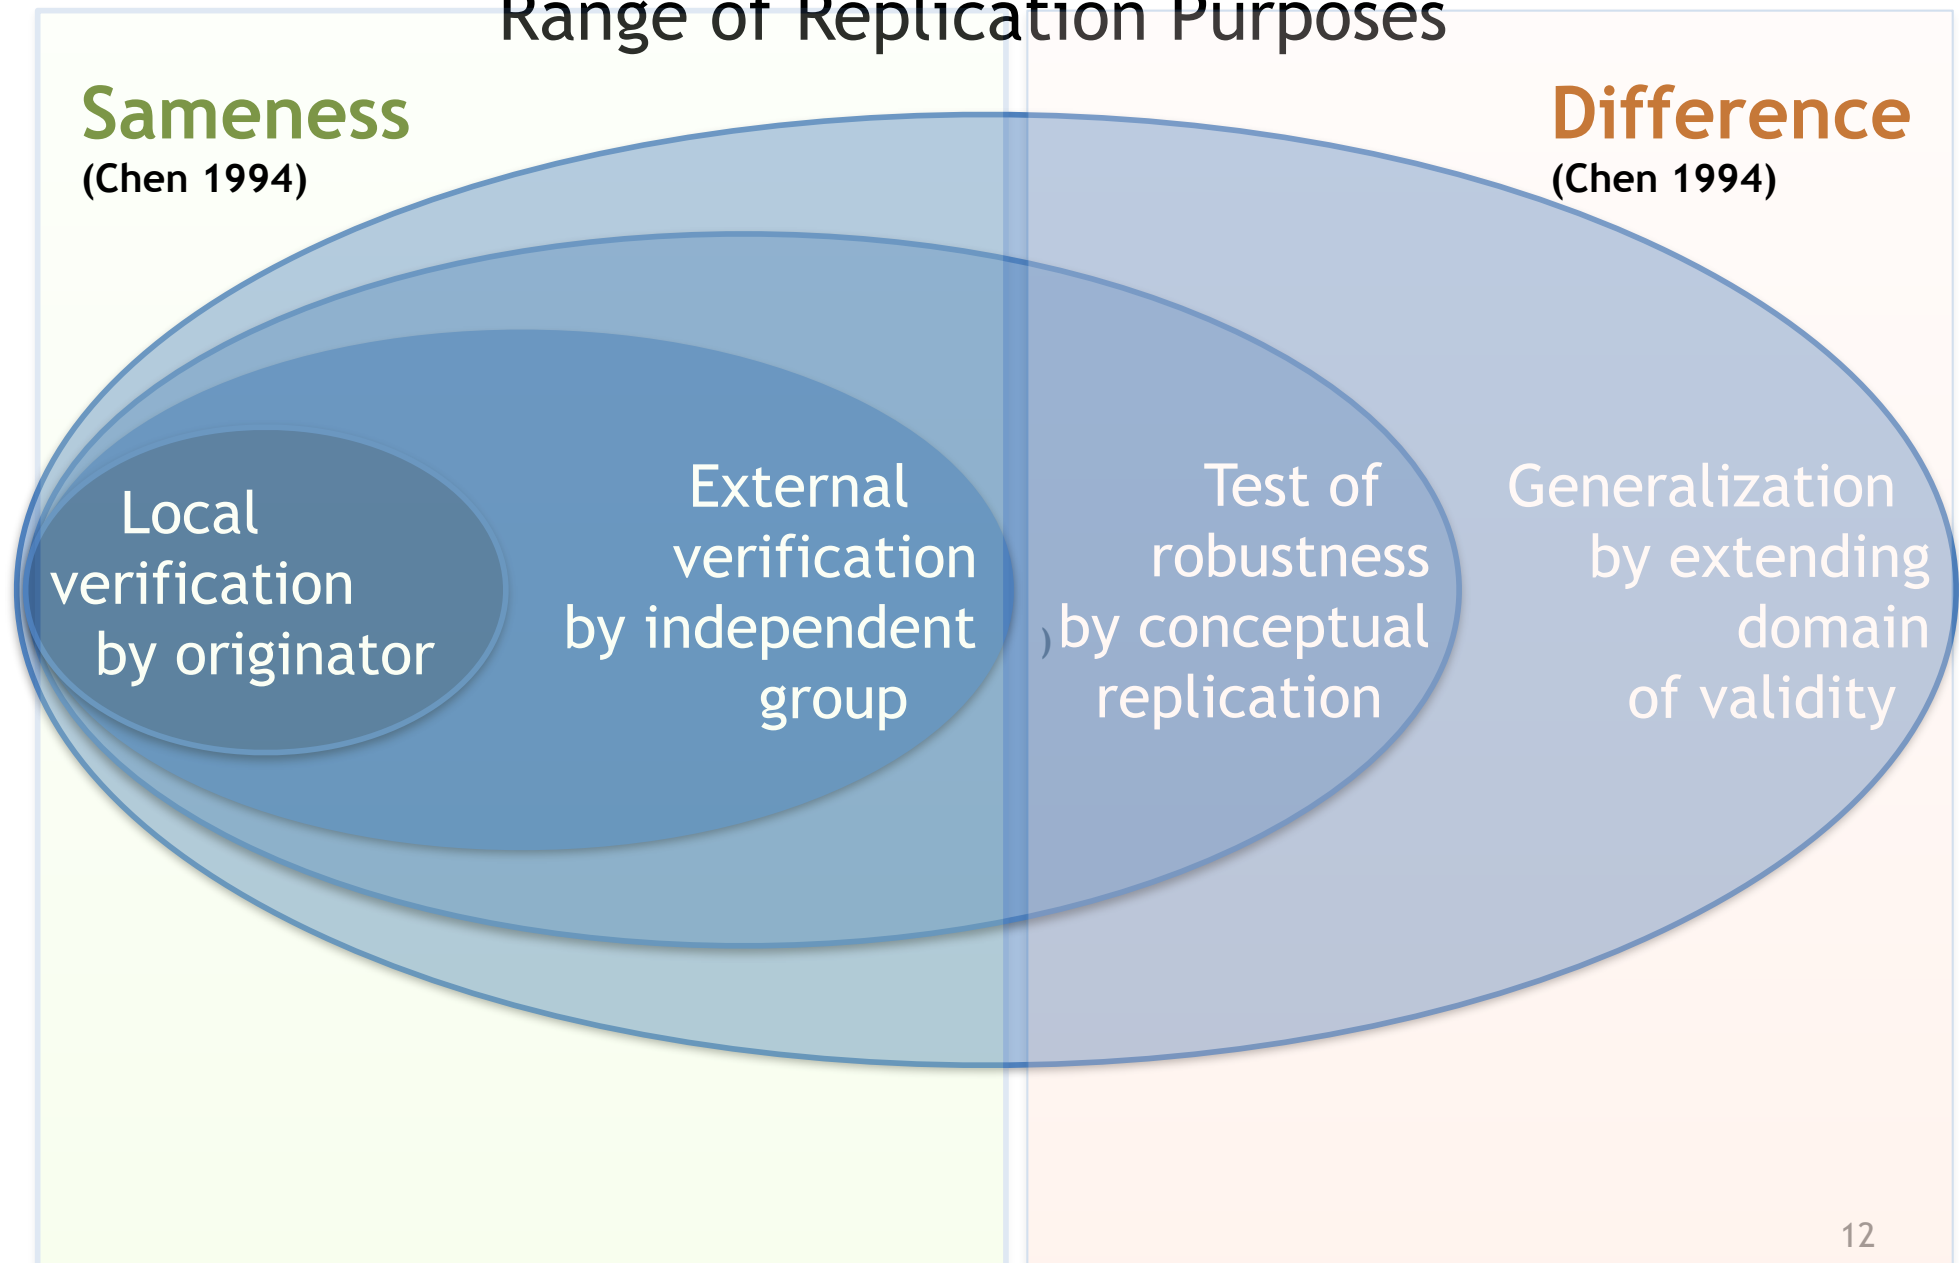 Range of Replication Purposes
Sameness
(Chen 1994)
Difference
(Chen 1994)
Local
verification
by originator
External
verification
by independent
group
)
Test of
robustness
by conceptual
replication
Generalization
by extending
domain
of validity
12